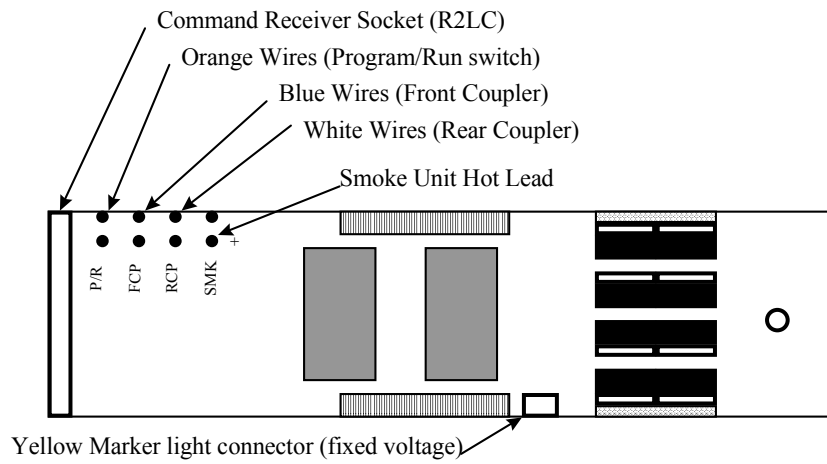 Command Receiver Socket (R2LC)
Orange Wires (Program/Run switch)
Blue Wires (Front Coupler)
White Wires (Rear Coupler)
Smoke Unit Hot Lead
+
P/R
FCP
RCP
SMK
Yellow Marker light connector (fixed voltage)